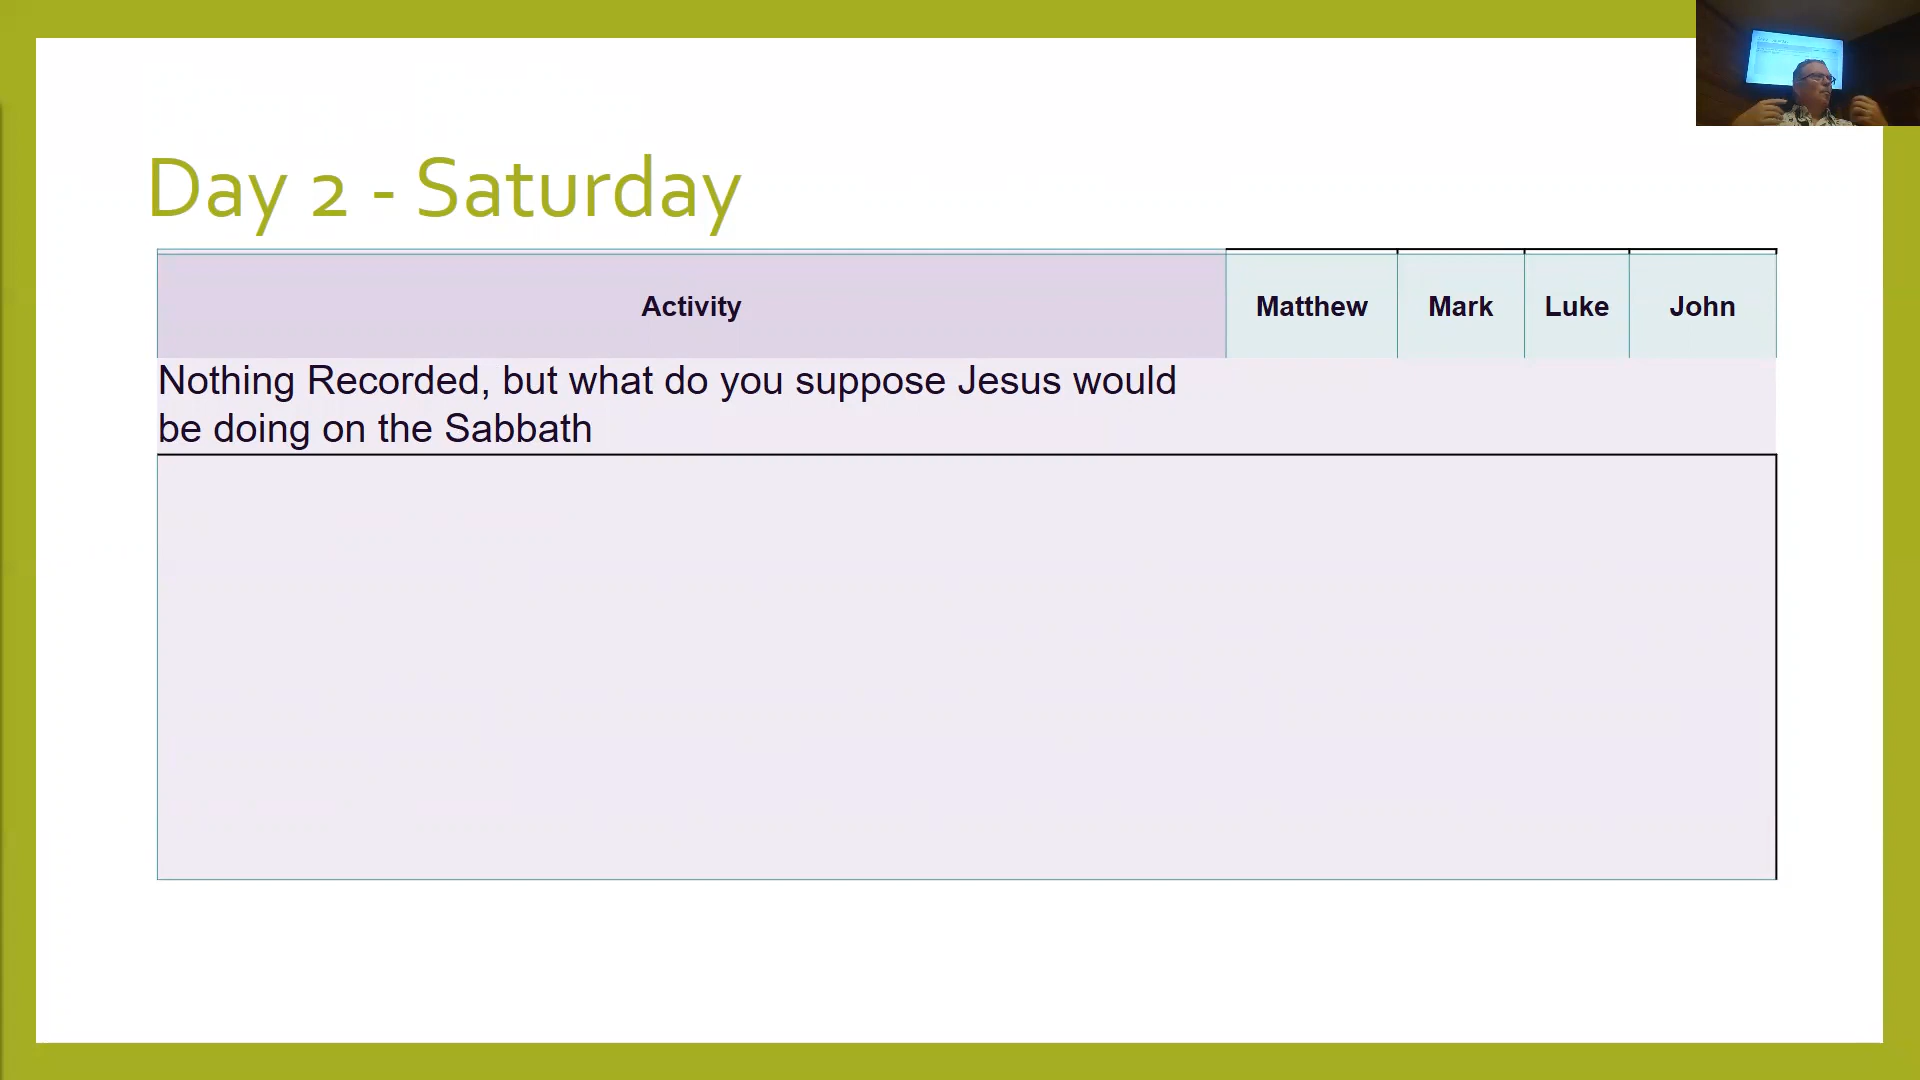 Day 2 - Saturday
Activity Matthew Mark Luke John
Nothing Recorded, but what do you suppose Jesus would
be doing on the Sabbath